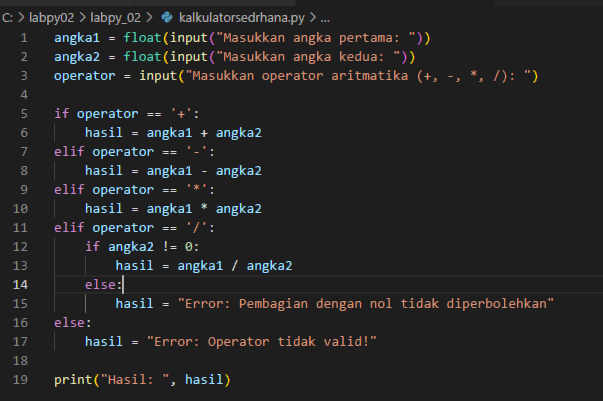 C: > labpy02 > labpy_02 > kalkulatorsedrhana.py > ...
1 angka1 = float(input("Masukkan angka pertama: "))
2 angka2 = float(input("Masukkan angka kedua: "))
3 operator = input("Masukkan operator aritmatika (+, -, *, /): ")
4
5 if operator == '+':
6     hasil = angka1 + angka2
7 elif operator == '-':
8     hasil = angka1 - angka2
9 elif operator == '*':
10     hasil = angka1 * angka2
11 elif operator == '/':
12     if angka2 != 0:
13         hasil = angka1 / angka2
14     else:
15         hasil = "Error: Pembagian dengan nol tidak diperbolehkan"
16 else:
17     hasil = "Error: Operator tidak valid!"
18
19 print("Hasil: ", hasil)